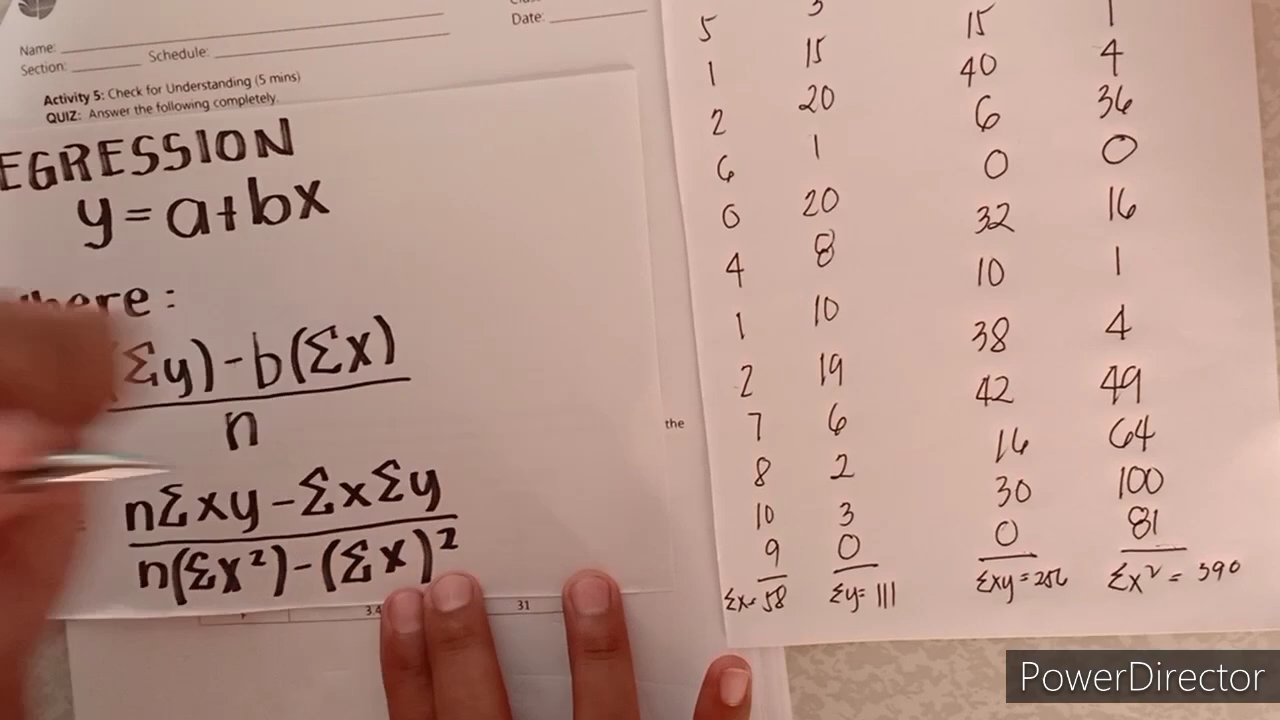 Date:
Name:
Section: Schedule:
Activity 5: Check for Understanding (5 mins)
QUIZ: Answer the following completely.
EGRESSION
y = a + bx
here :
Σy) - b(Σx)
n
nΣxy - ΣxΣy
n(Σx²) - (Σx)²
the
3.4 31
5 3 15 1
1 15 40 4
2 20 6 36
6 1 0 0
0 20 32 16
4 8 10 1
1 10 38 4
2 19 42 49
7 6 16 64
8 2 30 100
10 3 0 81
9 0
Σx=58 Σy=111 Σxy=256 Σx²=390
PowerDirector